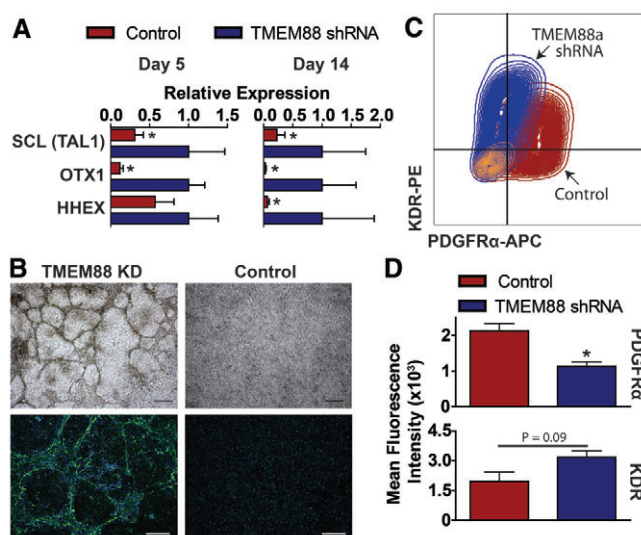 A
Control TMEM88 shRNA
Day 5 Day 14
Relative Expression
0.0 0.5 1.0 1.5 0.0 0.5 1.0 1.5 2.0
SCL (TAL1) * *
OTX1 * *
HHEX *
B
TMEM88 KD Control
C
TMEM88a
shRNA
Control
KDR-PE
PDGFRα-APC
D
Control
TMEM88 shRNA
Mean Fluorescence
Intensity (x10³)
2
1
0
*
PDGFRα
P = 0.09
4.5
3.0
1.5
0
KDR